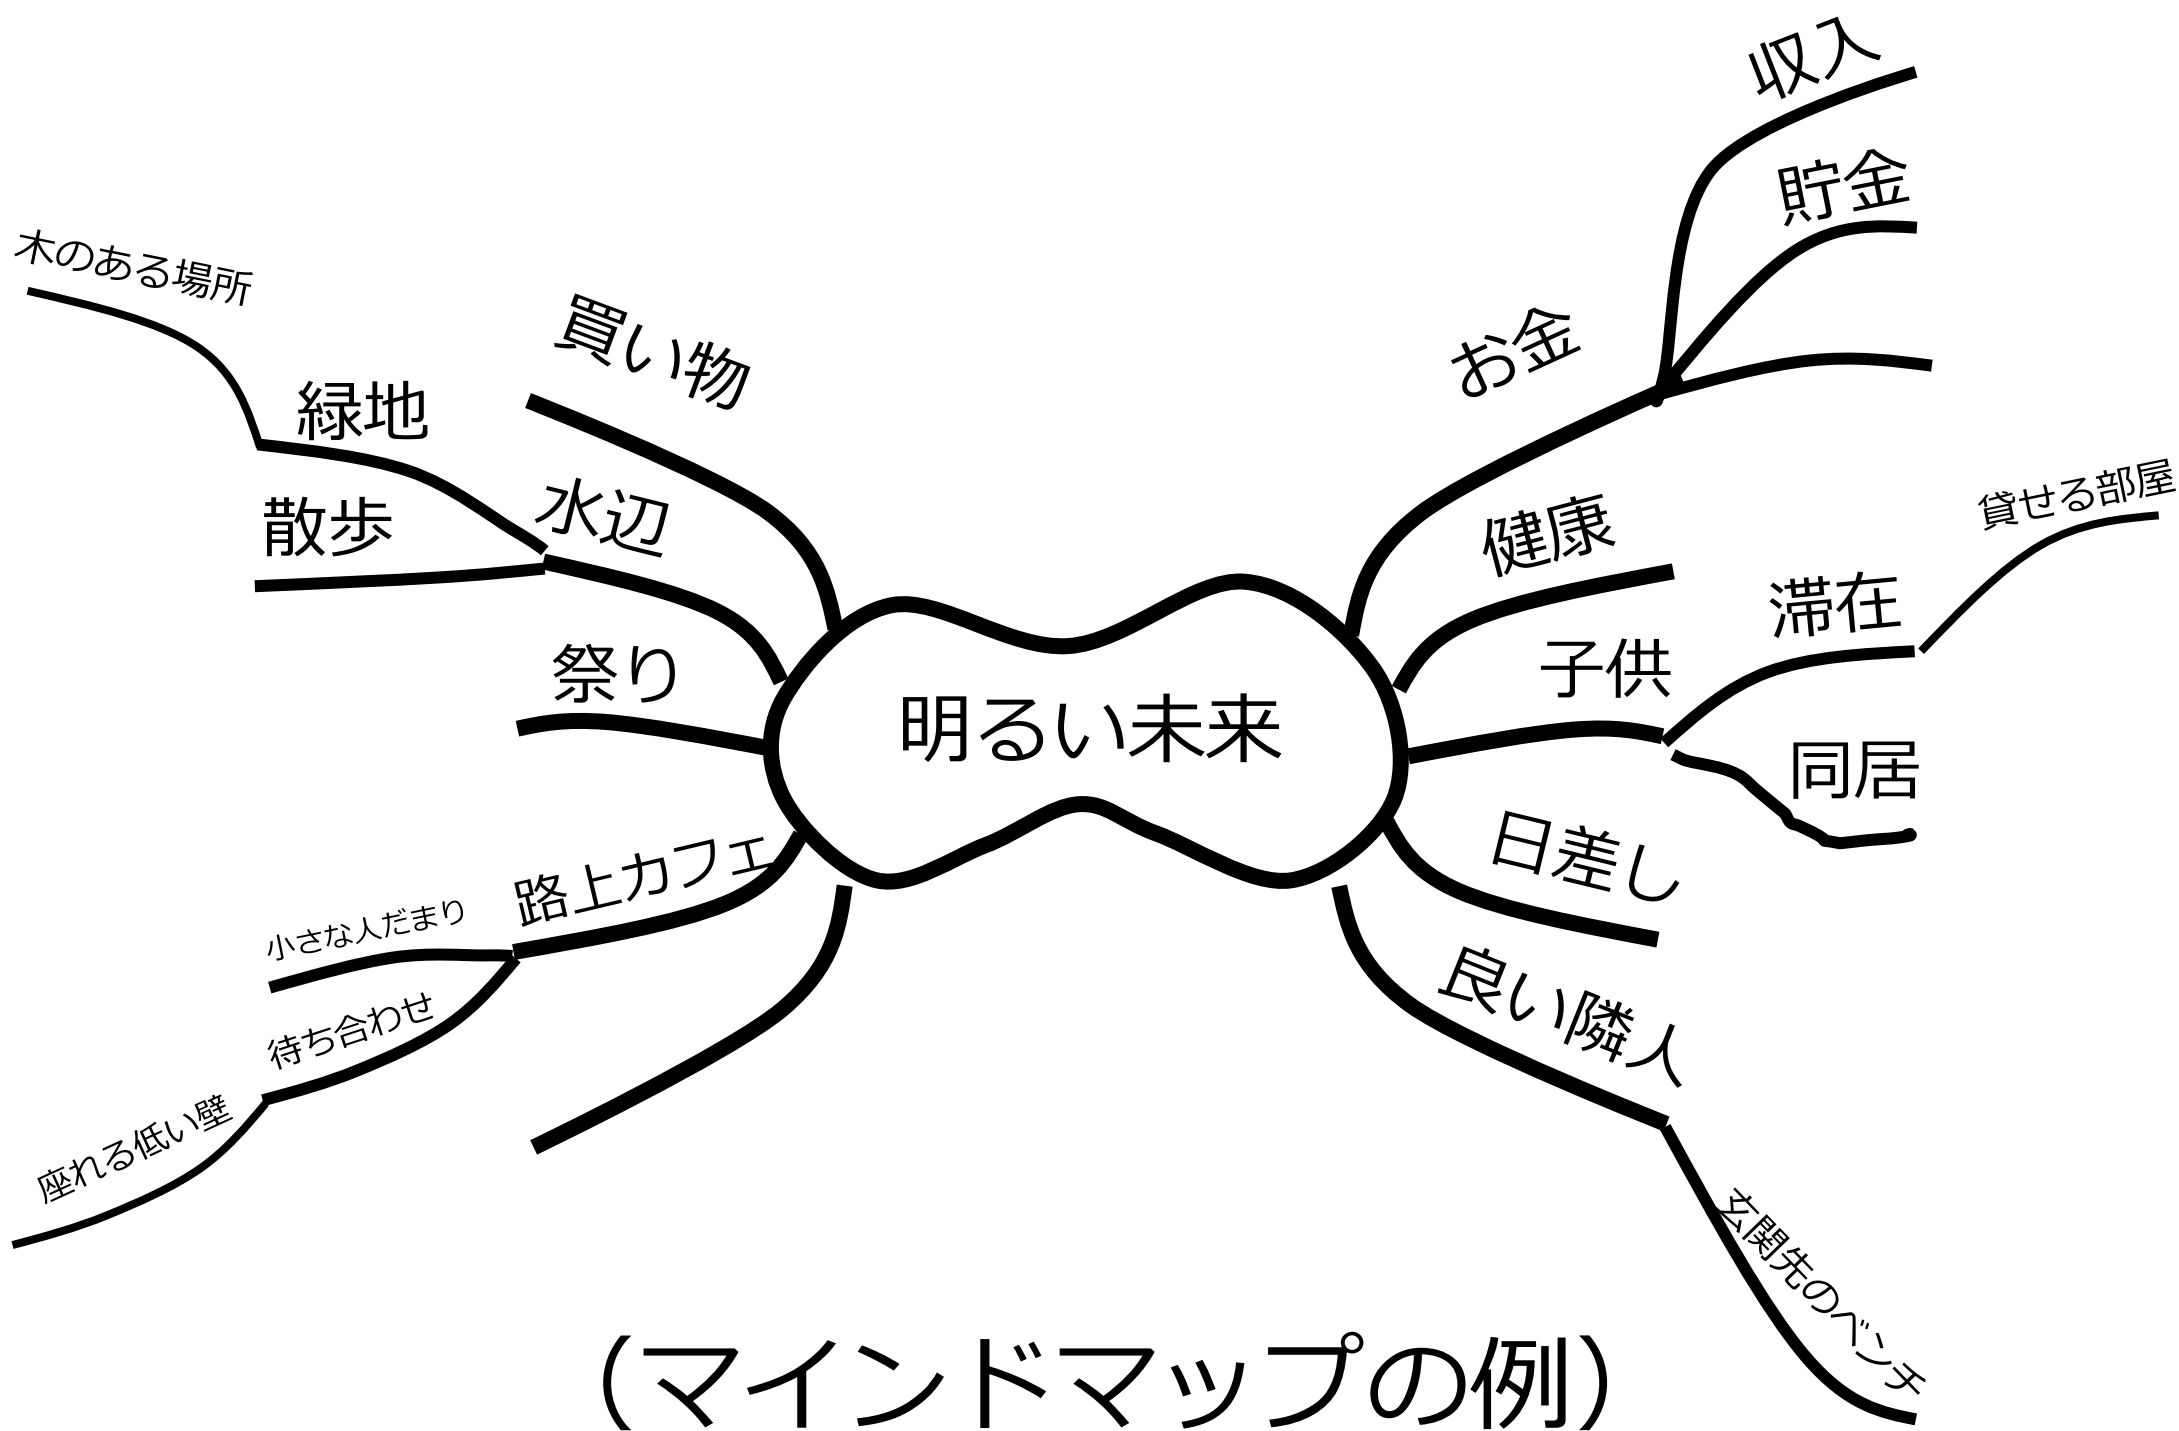 収入
貯金
お金
木のある場所
買い物
緑地
水辺
散歩
健康
貸せる部屋
滞在
子供
同居
祭り
明るい未来
路上カフェ
日差し
小さな人だまり
待ち合わせ
良い隣人
座れる低い壁
玄関先のベンチ
(マインドマップの例)